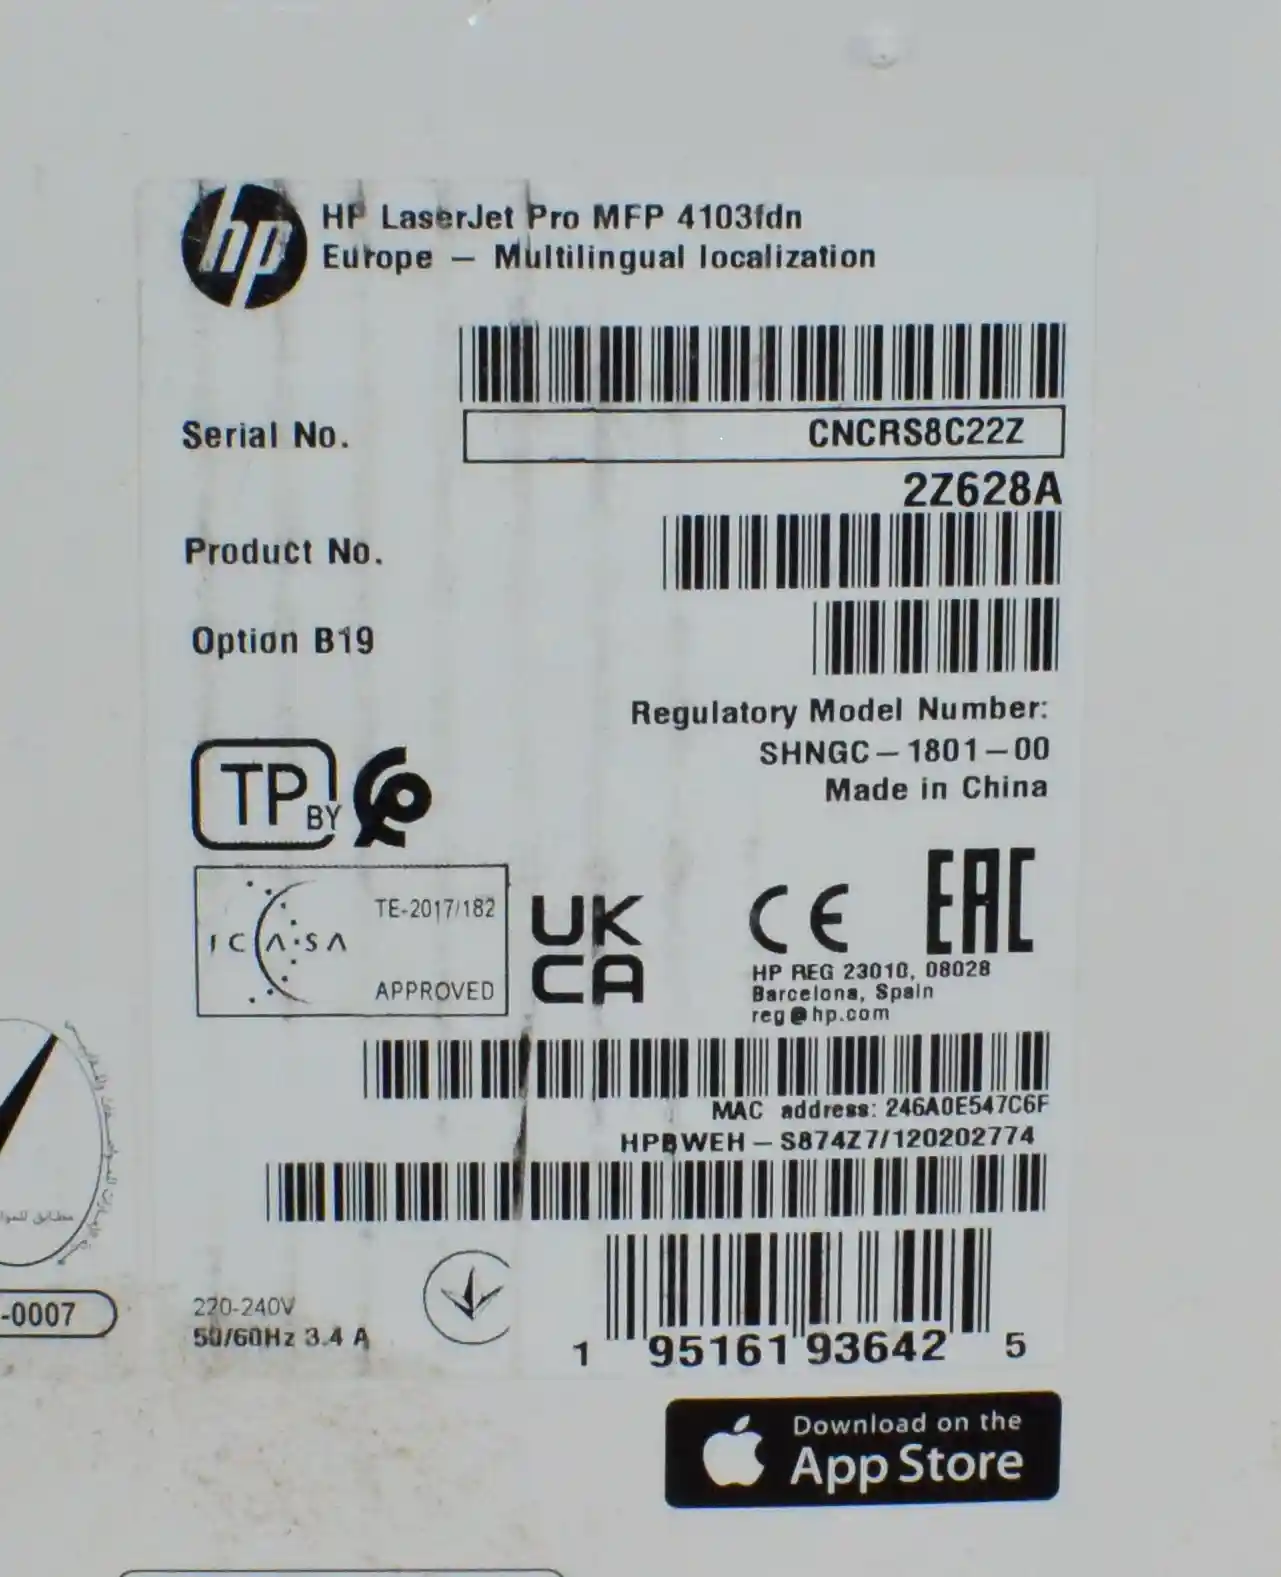 hp
HP LaserJet Pro MFP 4103fdn
Europe – Multilingual localization
Serial No. CNCRS8C22Z
2Z628A
Product No.
Option B19
Regulatory Model Number:
SHNGC–1801–00
Made in China
TP BY
ICASA
TE-2017/182
APPROVED
UK
CA
CE
EAC
HP REG 23010, 08028
Barcelona, Spain
reg@hp.com
MAC address: 246A0E547C6F
HPBWEH–S874Z7/120202774
مطابق
-0007
220-240V
50/60Hz 3.4 A
1 95161 93642 5
Download on the
App Store